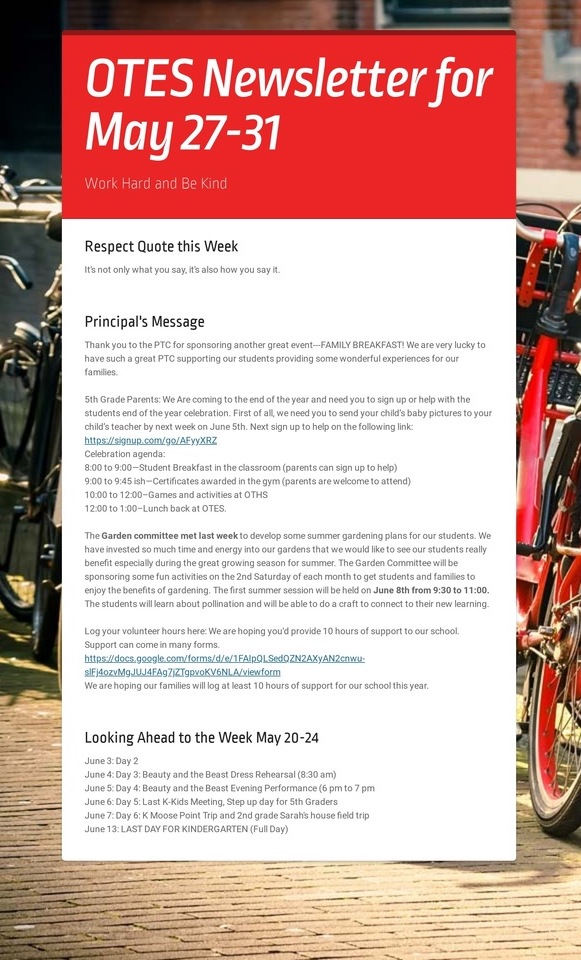 OTES Newsletter for
May 27-31
Work Hard and Be Kind
Respect Quote this Week
It's not only what you say, it's also how you say it.
Principal's Message
Thank you to the PTC for sponsoring another great event---FAMILY BREAKFAST! We are very lucky to
have such a great PTC supporting our students providing some wonderful experiences for our
families.
5th Grade Parents: We Are coming to the end of the year and need you to sign up or help with the
students end of the year celebration. First of all, we need you to send your child's baby pictures to your
child's teacher by next week on June 5th. Next sign up to help on the following link:
https://signup.com/go/AFyyXRZ
Celebration agenda:
8:00 to 9:00—Student Breakfast in the classroom (parents can sign up to help)
9:00 to 9:45 ish—Certificates awarded in the gym (parents are welcome to attend)
10:00 to 12:00–Games and activities at OTHS
12:00 to 1:00–Lunch back at OTES.
The Garden committee met last week to develop some summer gardening plans for our students. We
have invested so much time and energy into our gardens that we would like to see our students really
benefit especially during the great growing season for summer. The Garden Committee will be
sponsoring some fun activities on the 2nd Saturday of each month to get students and families to
enjoy the benefits of gardening. The first summer session will be held on June 8th from 9:30 to 11:00.
The students will learn about pollination and will be able to do a craft to connect to their new learning.
Log your volunteer hours here: We are hoping you'd provide 10 hours of support to our school.
Support can come in many forms.
https://docs.google.com/forms/d/e/1FAIpQLSedQZN2AXyAN2cnwu-
slFj4ozvMgJUJ4FAg7jZTgpvoKV6NLA/viewform
We are hoping our families will log at least 10 hours of support for our school this year.
Looking Ahead to the Week May 20-24
June 3: Day 2
June 4: Day 3: Beauty and the Beast Dress Rehearsal (8:30 am)
June 5: Day 4: Beauty and the Beast Evening Performance (6 pm to 7 pm
June 6: Day 5: Last K-Kids Meeting, Step up day for 5th Graders
June 7: Day 6: K Moose Point Trip and 2nd grade Sarah's house field trip
June 13: LAST DAY FOR KINDERGARTEN (Full Day)